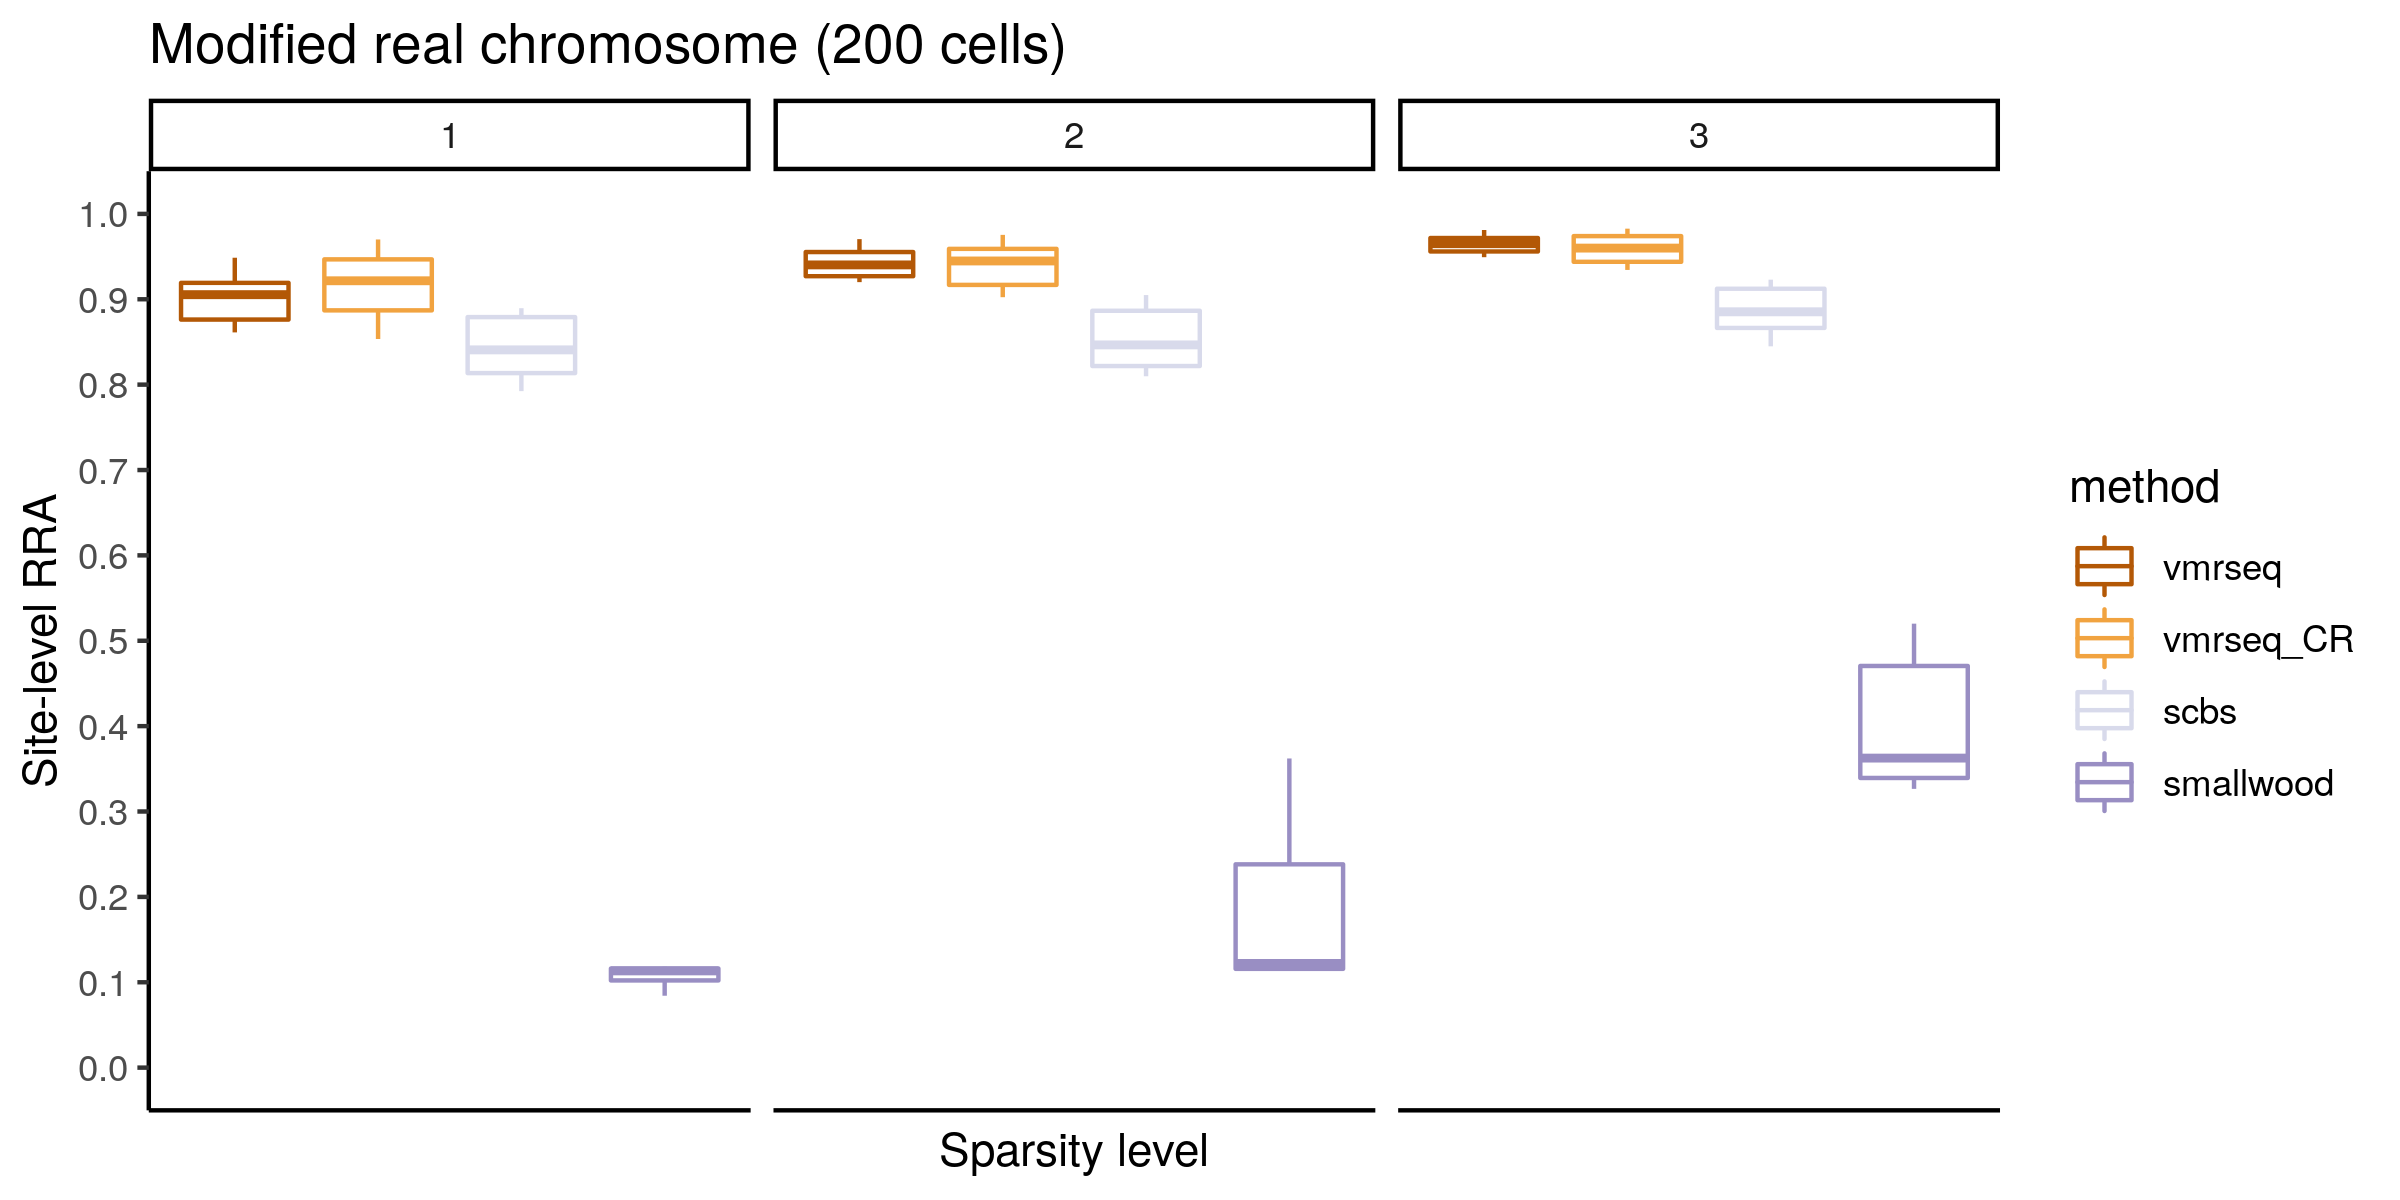 Modified real chromosome (200 cells)
1
2
3
1.0
0.9
0.8
0.7
0.6
0.5
0.4
0.3
0.2
0.1
0.0
Site-level RRA
Sparsity level
method
vmrseq
vmrseq_CR
scbs
smallwood